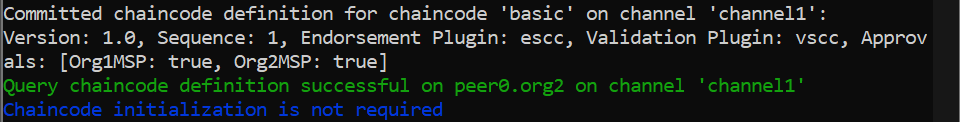 Committed chaincode definition for chaincode 'basic' on channel 'channel1':
Version: 1.0, Sequence: 1, Endorsement Plugin: escc, Validation Plugin: vscc, Approv
als: [Org1MSP: true, Org2MSP: true]
Query chaincode definition successful on peer0.org2 on channel 'channel1'
Chaincode initialization is not required